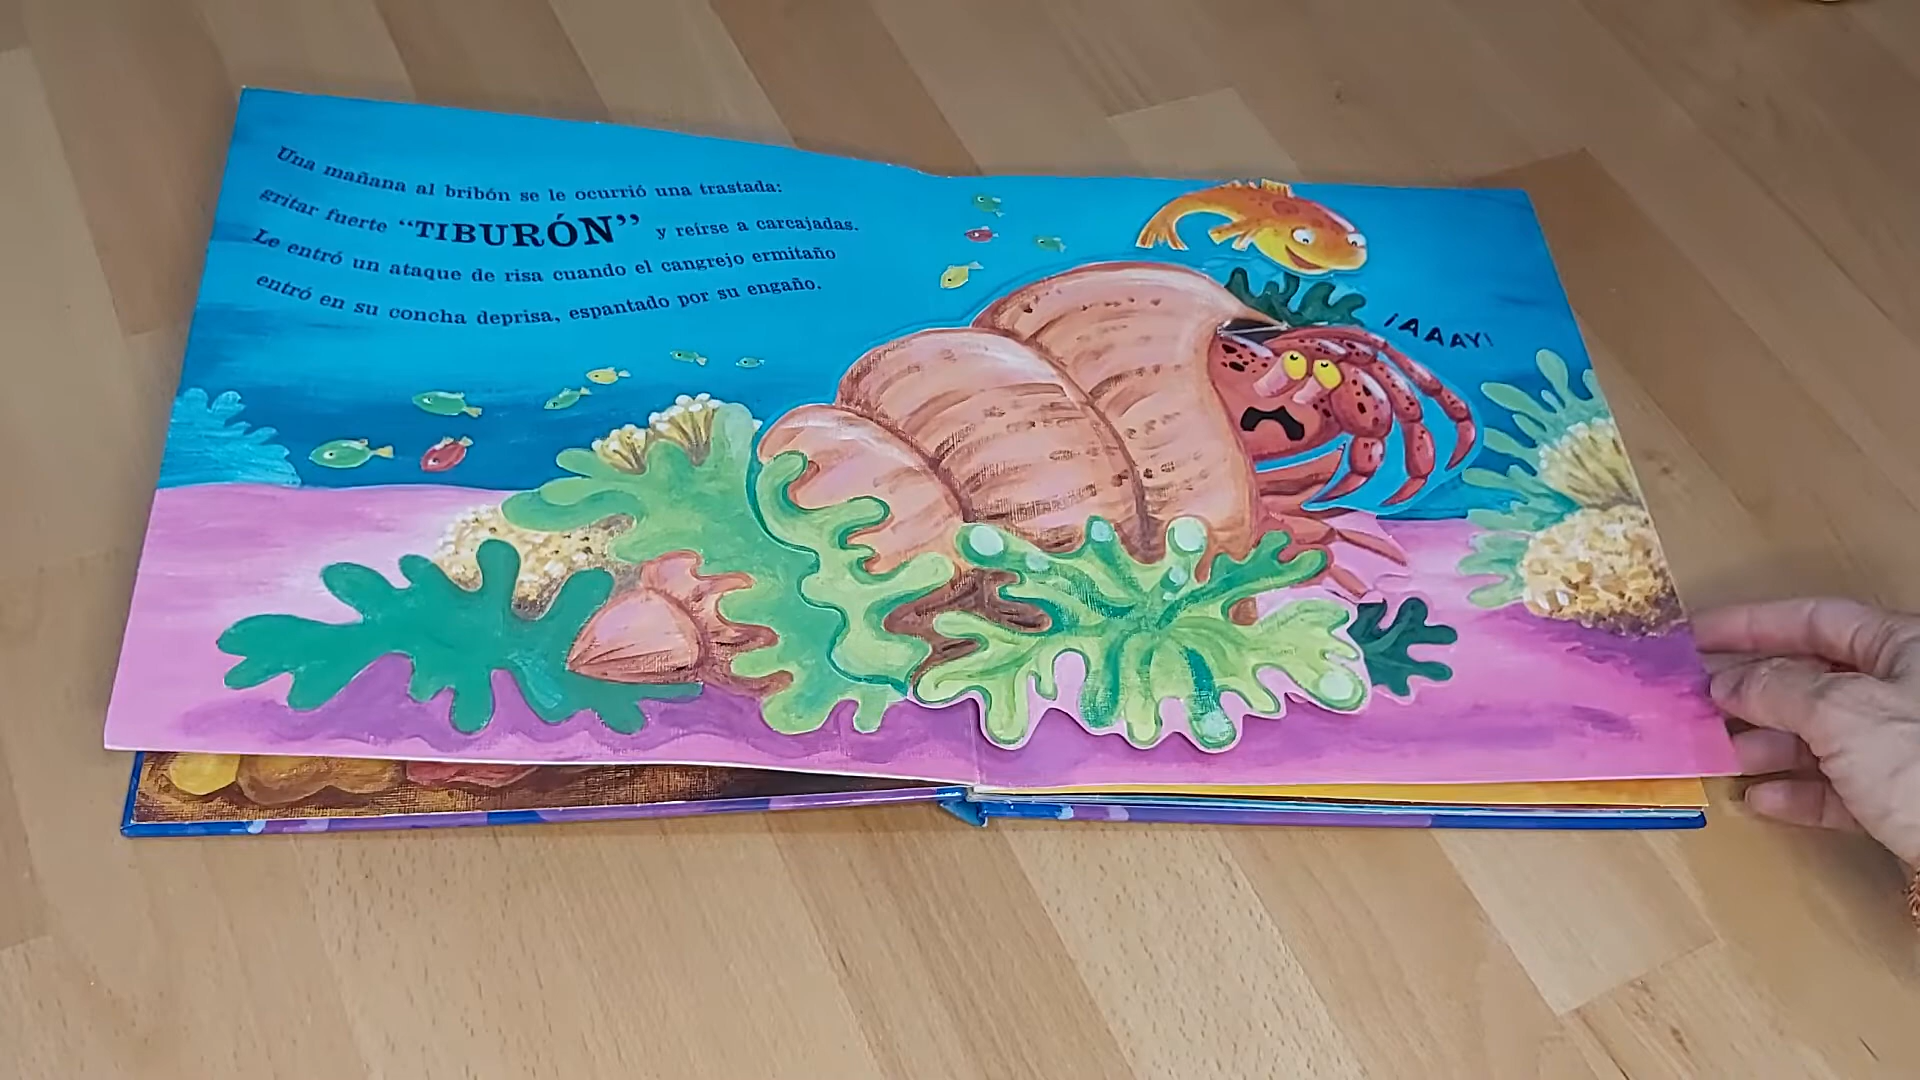 Una mañana al bribón se le ocurrió una trastada:
gritar fuerte “TIBURÓN” y reírse a carcajadas.
Le entró un ataque de risa cuando el cangrejo ermitaño
entró en su concha deprisa, espantado por su engaño.
¡AAAY!